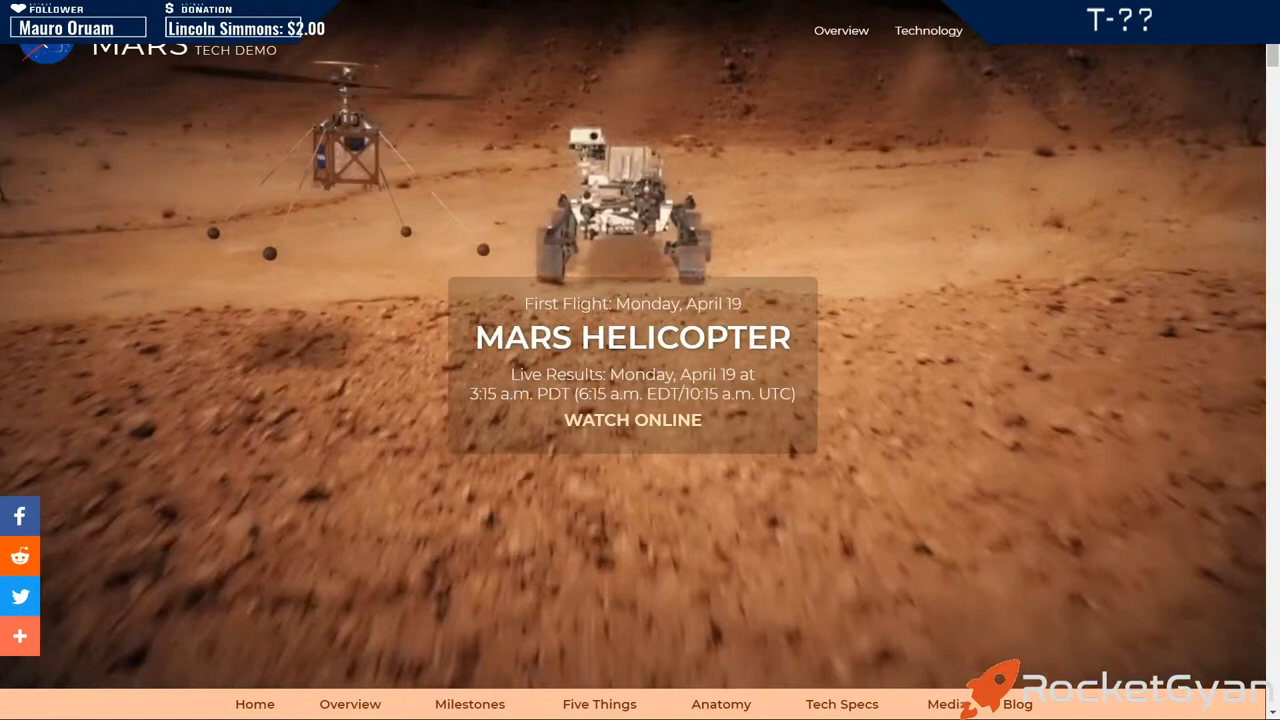 FOLLOWER
Mauro Oruam
$ DONATION
Lincoln Simmons: $2.00
T-??
MARS TECH DEMO
Overview
Technology
First Flight: Monday, April 19
MARS HELICOPTER
Live Results: Monday, April 19 at
3:15 a.m. PDT (6:15 a.m. EDT/10:15 a.m. UTC)
WATCH ONLINE
Home
Overview
Milestones
Five Things
Anatomy
Tech Specs
Blog
RocketGyan